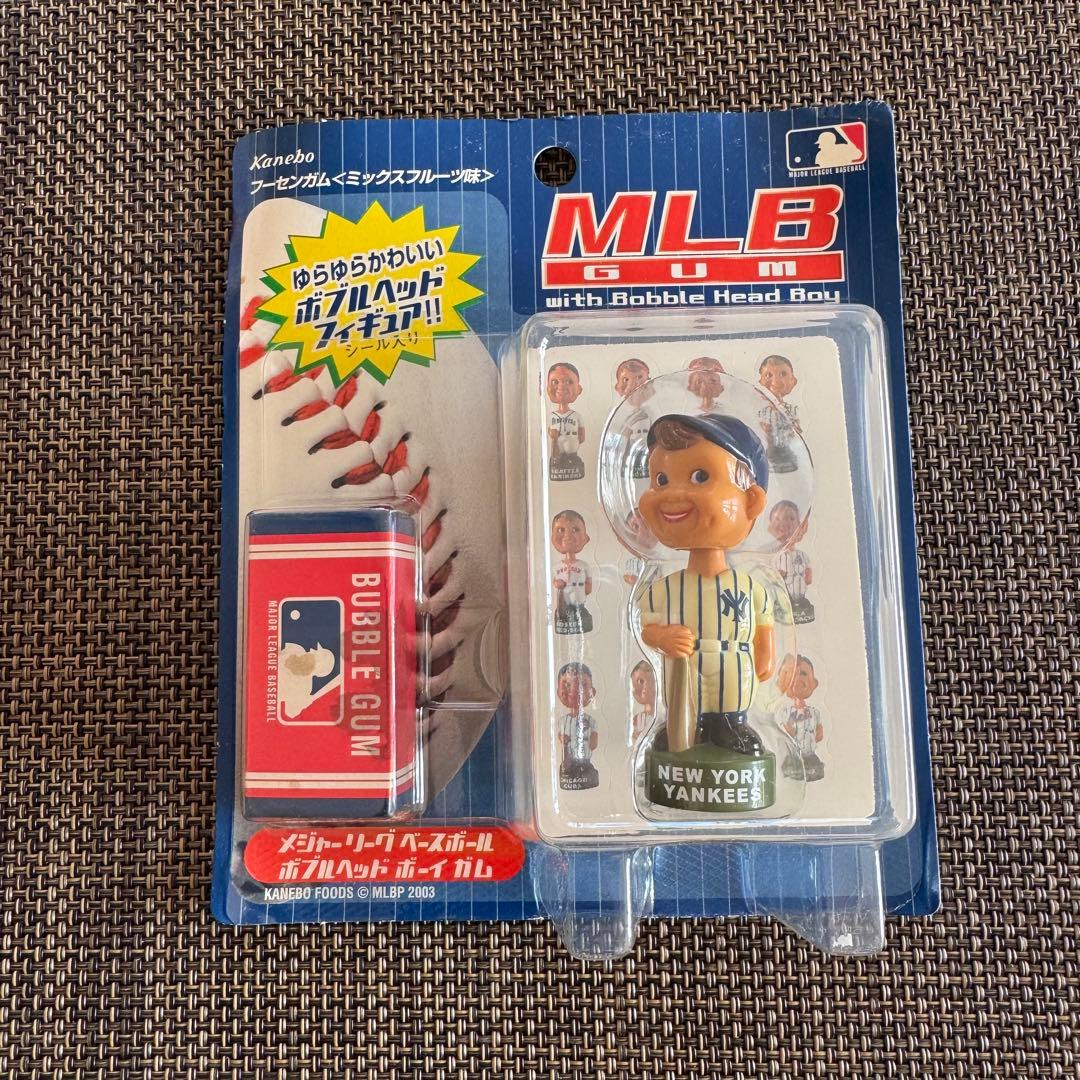 Kanebo
フーセンガム<ミックスフルーツ味>
MAJOR LEAGUE BASEBALL
MLB
GUM
with Bobble Head Boy
ゆらゆらかわいい
ボブルヘッド
フィギュア!!
シール入り
BUBBLE GUM
MAJOR LEAGUE BASEBALL
NY
NEW YORK
YANKEES
メジャーリーグ ベースボール
ボブルヘッド ボーイ ガム
KANEBO FOODS © MLBP 2003